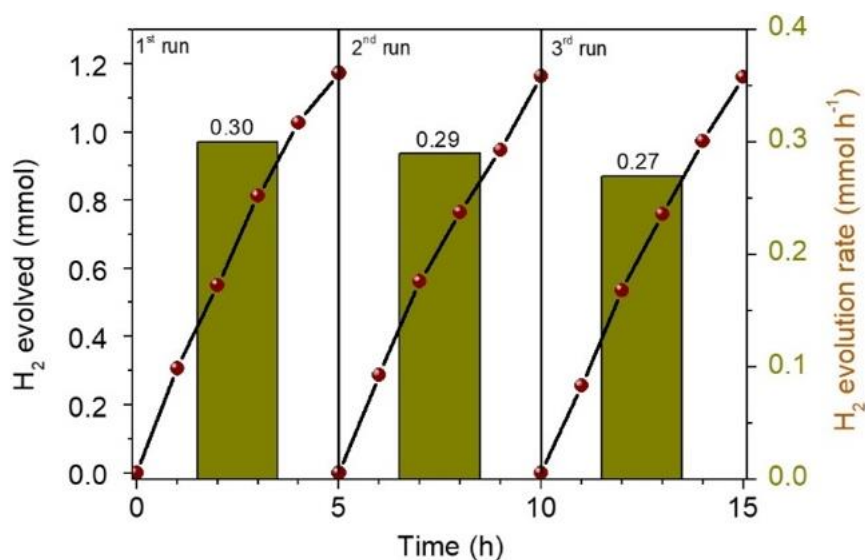 1st run
2nd run
3rd run
0.30
0.29
0.27
H2 evolved (mmol)
1.2
1.0
0.8
0.6
0.4
0.2
0.0
0.4
0.3
0.2
0.1
0.0
H2 evolution rate (mmol h-1)
0 5 10 15
Time (h)